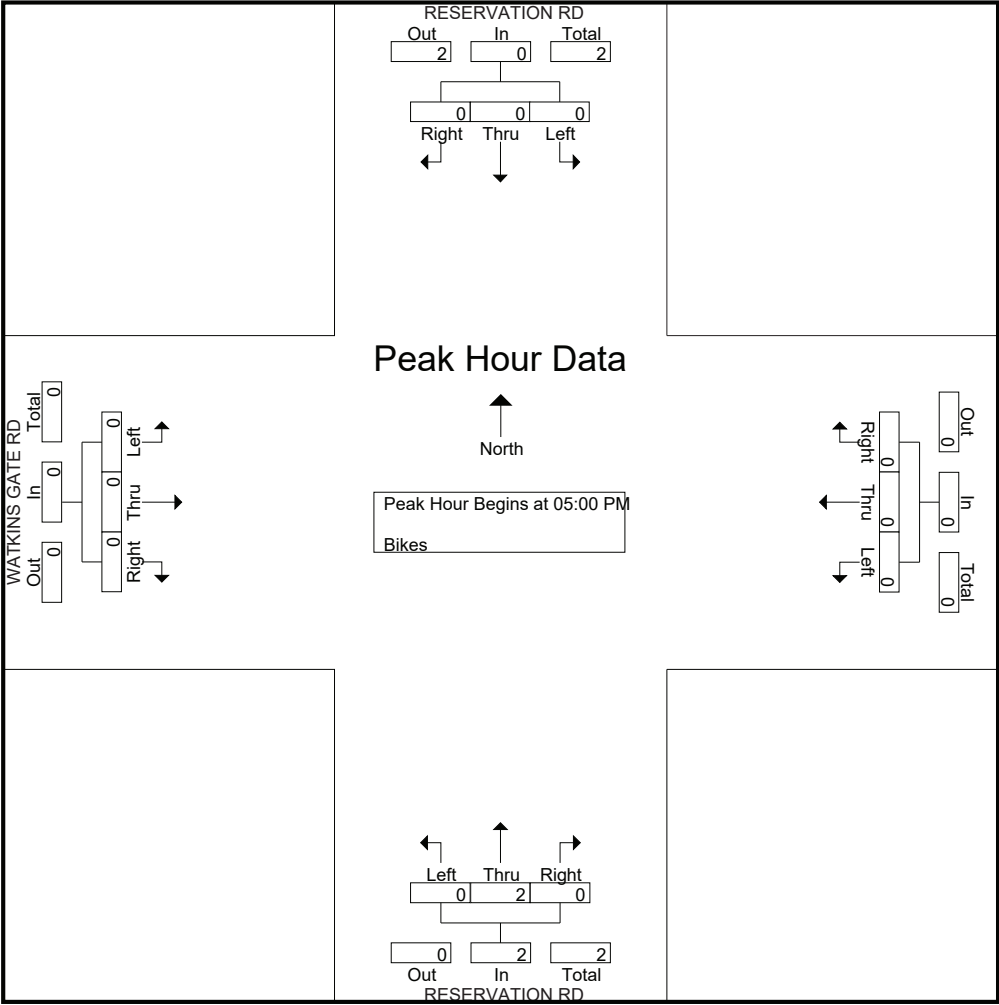 RESERVATION RD
Out In Total
2 0 2
0 0 0
Right Thru Left
Peak Hour Data
North
Peak Hour Begins at 05:00 PM
Bikes
WATKINS GATE RD
Out In Total
0 0 0
0 0 0
Right Thru Left
Out In Total
0 0 0
0 0 0
Right Thru Left
Left Thru Right
0 2 0
0 2 2
Out In Total
RESERVATION RD